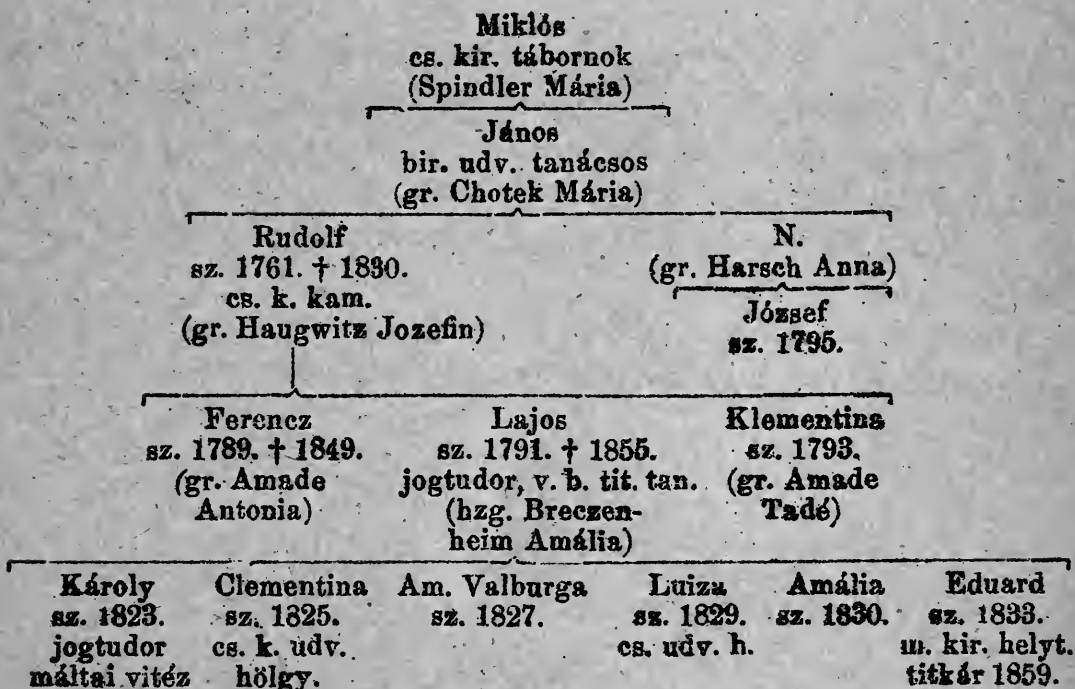 Miklós
cs. kir. tábornok
(Spindler Mária)
János
bir. udv. tanácsos
(gr. Chotek Mária)
Rudolf
sz. 1761. † 1830.
cs. k. kam.
(gr. Haugwitz Jozefin)
N.
(gr. Harsch Anna)
József
sz. 1795.
Ferencz
sz. 1789. † 1849.
(gr. Amade
Antonia)
Lajos
sz. 1791. † 1855.
jogtudor, v. b. tit. tan.
(hzg. Breczen-
heim Amália)
Klementina
sz. 1793.
(gr. Amade
Tadé)
Károly
sz. 1823.
jogtudor
máltai vitéz
Clementina
sz. 1825.
cs. k. udv.
hölgy.
Am. Valburga
sz. 1827.
Luiza
sz. 1829.
cs. udv. h.
Amália
sz. 1830.
Eduard
sz. 1833.
m. kir. helyt.
titkár 1859.